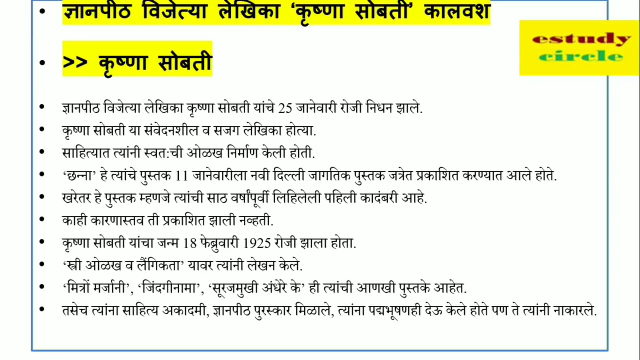 ज्ञानपीठ विजेत्या लेखिका ‘कृष्णा सोबती’ कालवश
>> कृष्णा सोबती
estudy
circle
ज्ञानपीठ विजेत्या लेखिका कृष्णा सोबती यांचे 25 जानेवारी रोजी निधन झाले.
कृष्णा सोबती या संवेदनशील व सजग लेखिका होत्या.
साहित्यात त्यांनी स्वत:ची ओळख निर्माण केली होती.
‘छन्ना’ हे त्यांचे पुस्तक 11 जानेवारीला नवी दिल्ली जागतिक पुस्तक जत्रेत प्रकाशित करण्यात आले होते.
खरेतर हे पुस्तक म्हणजे त्यांची साठ वर्षांपूर्वी लिहिलेली पहिली कादंबरी आहे.
काही कारणास्तव ती प्रकाशित झाली नव्हती.
कृष्णा सोबती यांचा जन्म 18 फेब्रुवारी 1925 रोजी झाला होता.
‘स्त्री ओळख व लैंगिकता’ यावर त्यांनी लेखन केले.
‘मित्रों मर्जानी’, ‘जिंदगीनामा’, ‘सूरजमुखी अंधेरे के’ ही त्यांची आणखी पुस्तके आहेत.
तसेच त्यांना साहित्य अकादमी, ज्ञानपीठ पुरस्कार मिळाले, त्यांना पद्मभूषणही देऊ केले होते पण ते त्यांनी नाकारले.